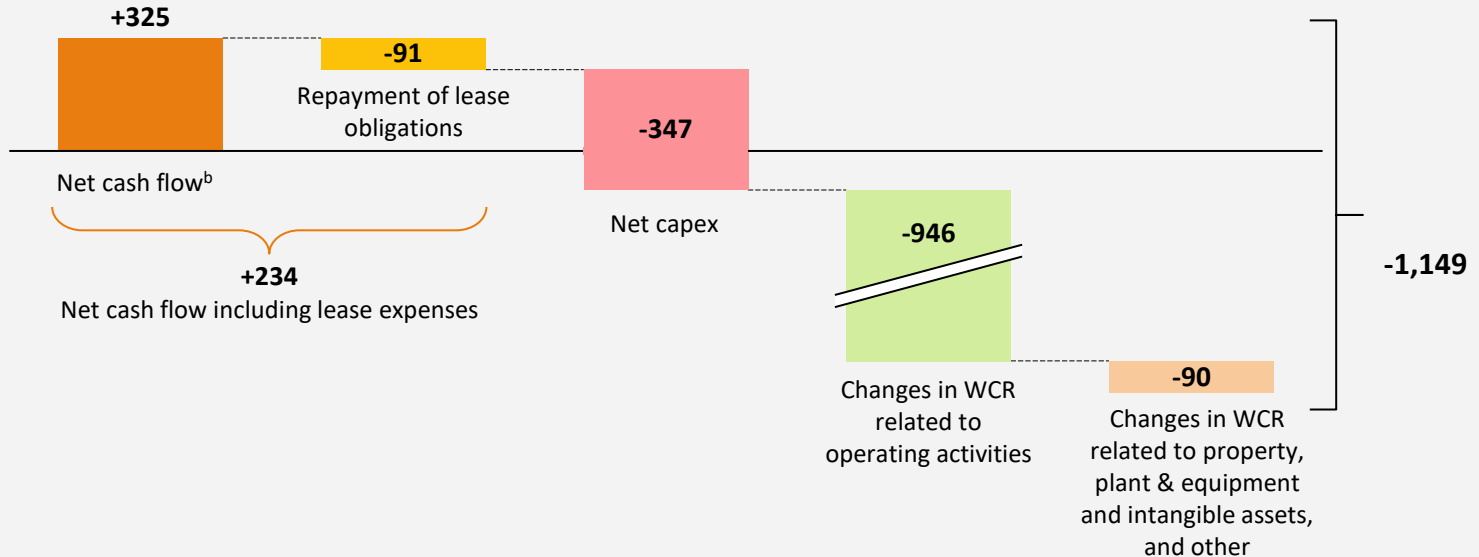 +325
-91
Repayment of lease
obligations
-347
Net cash flowᵇ
Net capex
-946
+234
Net cash flow including lease expenses
-1,149
Changes in WCR
related to
operating activities
-90
Changes in WCR
related to property,
plant & equipment
and intangible assets,
and other